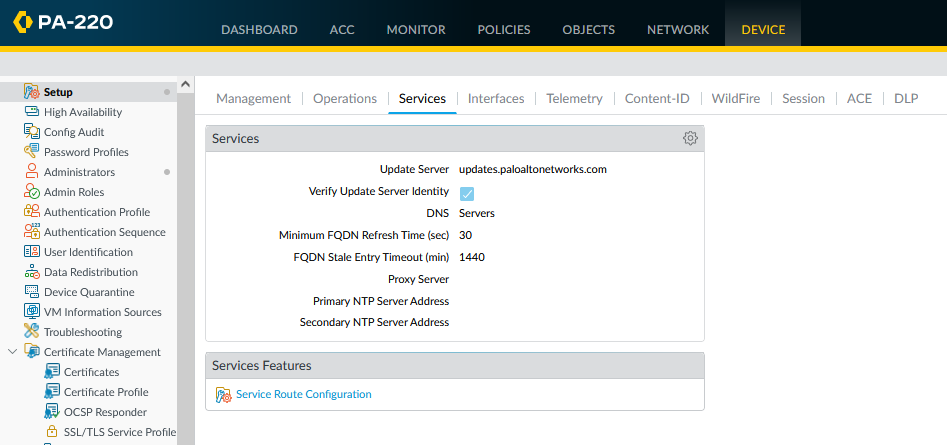 PA-220
DASHBOARD ACC MONITOR POLICIES OBJECTS NETWORK DEVICE
Setup
High Availability
Config Audit
Password Profiles
Administrators
Admin Roles
Authentication Profile
Authentication Sequence
User Identification
Data Redistribution
Device Quarantine
VM Information Sources
Troubleshooting
Certificate Management
Certificates
Certificate Profile
OCSP Responder
SSL/TLS Service Profile
Management Operations Services Interfaces Telemetry Content-ID WildFire Session ACE DLP
Services
Update Server updates.paloaltonetworks.com
Verify Update Server Identity
DNS Servers
Minimum FQDN Refresh Time (sec) 30
FQDN Stale Entry Timeout (min) 1440
Proxy Server
Primary NTP Server Address
Secondary NTP Server Address
Services Features
Service Route Configuration